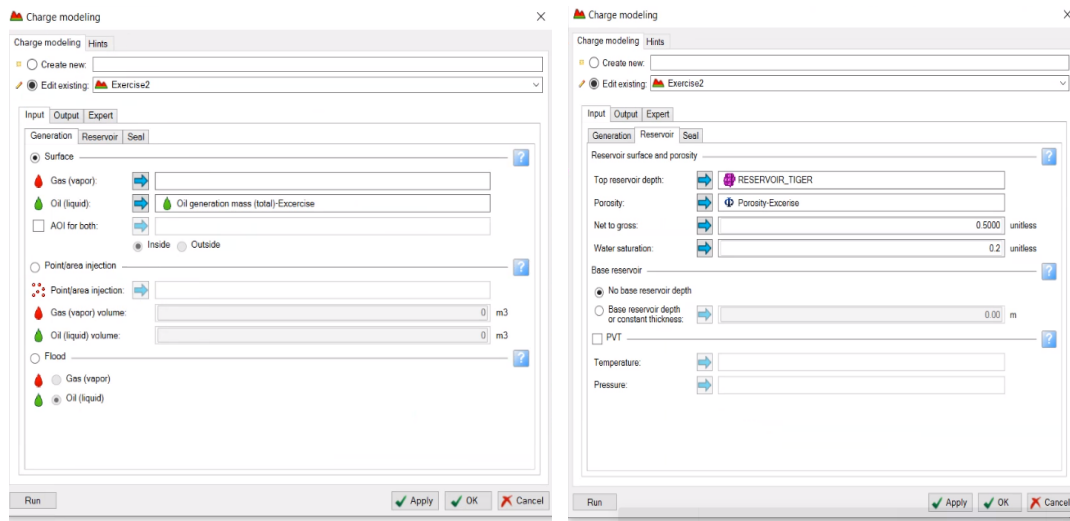 Charge modeling
Charge modeling Hints
Create new:
Edit existing: Exercise2
Input Output Expert
Generation Reservoir Seal
Surface
Gas (vapor):
Oil (liquid): Oil generation mass (total)-Excercise
AOI for both:
Inside Outside
Point/area injection
Point/area injection:
Gas (vapor) volume: 0 m3
Oil (liquid) volume: 0 m3
Flood
Gas (vapor)
Oil (liquid)
Run Apply OK Cancel
Charge modeling
Charge modeling Hints
Create new:
Edit existing: Exercise2
Input Output Expert
Generation Reservoir Seal
Reservoir surface and porosity
Top reservoir depth: RESERVOIR_TIGER
Porosity: Porosity-Excerise
Net to gross: 0.5000 unitless
Water saturation: 0.2 unitless
Base reservoir
No base reservoir depth
Base reservoir depth
or constant thickness: 0.00 m
PVT
Temperature:
Pressure:
Run Apply OK Cancel